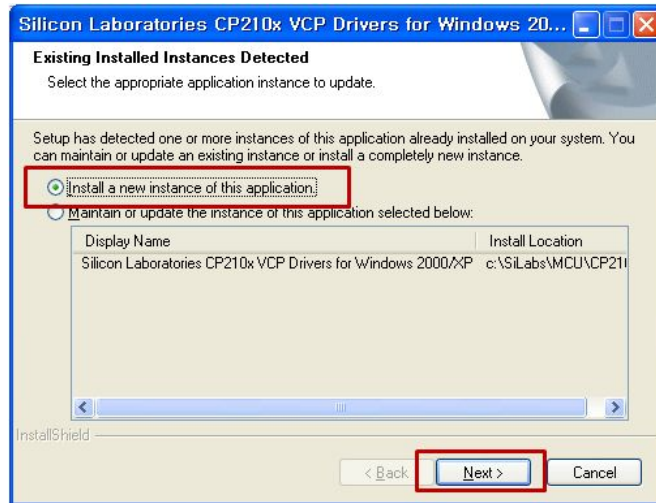 Silicon Laboratories CP210x VCP Drivers for Windows 20...
Existing Installed Instances Detected
Select the appropriate application instance to update.
Setup has detected one or more instances of this application already installed on your system. You
can maintain or update an existing instance or install a completely new instance.
Install a new instance of this application.
Maintain or update the instance of this application selected below:
Display Name Install Location
Silicon Laboratories CP210x VCP Drivers for Windows 2000/XP c:\SiLabs\MCU\CP21
InstallShield
< Back Next > Cancel